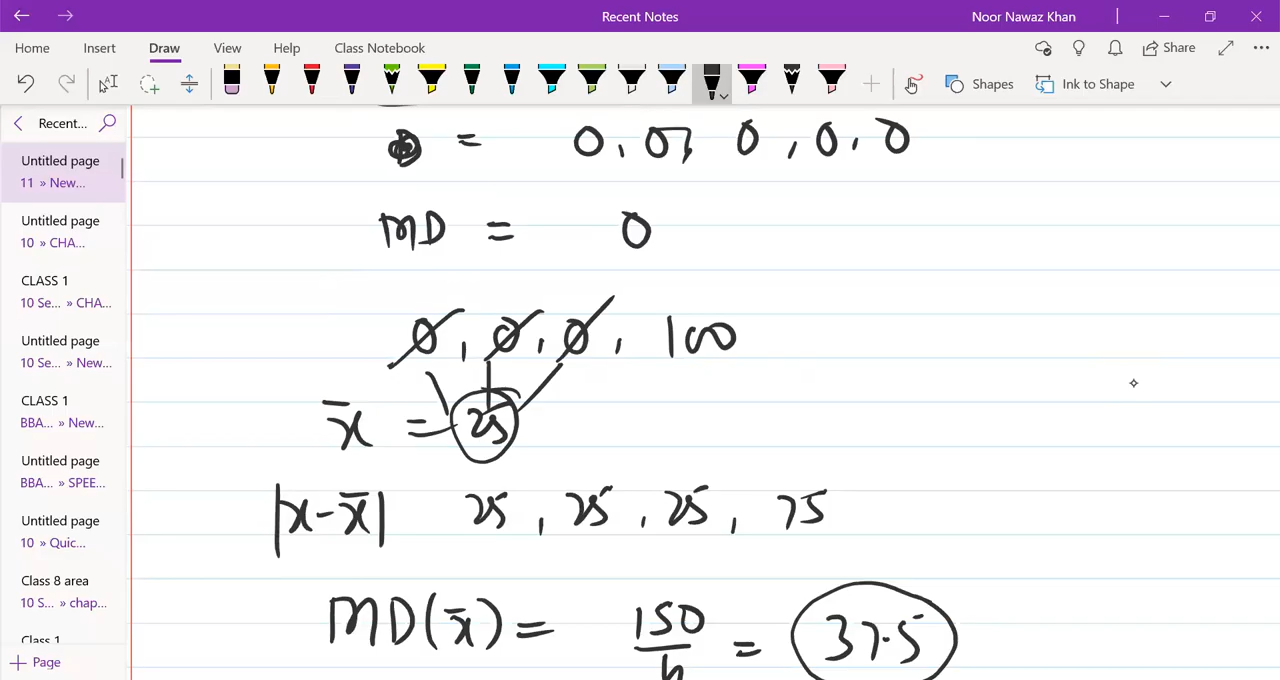 Recent Notes
Noor Nawaz Khan
Home Insert Draw View Help Class Notebook
Share
Shapes
Ink to Shape
Recent...
Untitled page
11 » New...
Untitled page
10 » CHA...
CLASS 1
10 Se... » CHA...
Untitled page
10 Se... » New...
CLASS 1
BBA... » New...
Untitled page
BBA... » SPEE...
Untitled page
10 » Quic...
Class 8 area
10 S... » chap...
Class 1
Page
= 0, 0, 0, 0, 0
MD = 0
0, 0, 0, 100
x̄ = 25
|x-x̄| 25, 25, 25, 75
MD(x̄) = 150/4 = 37.5